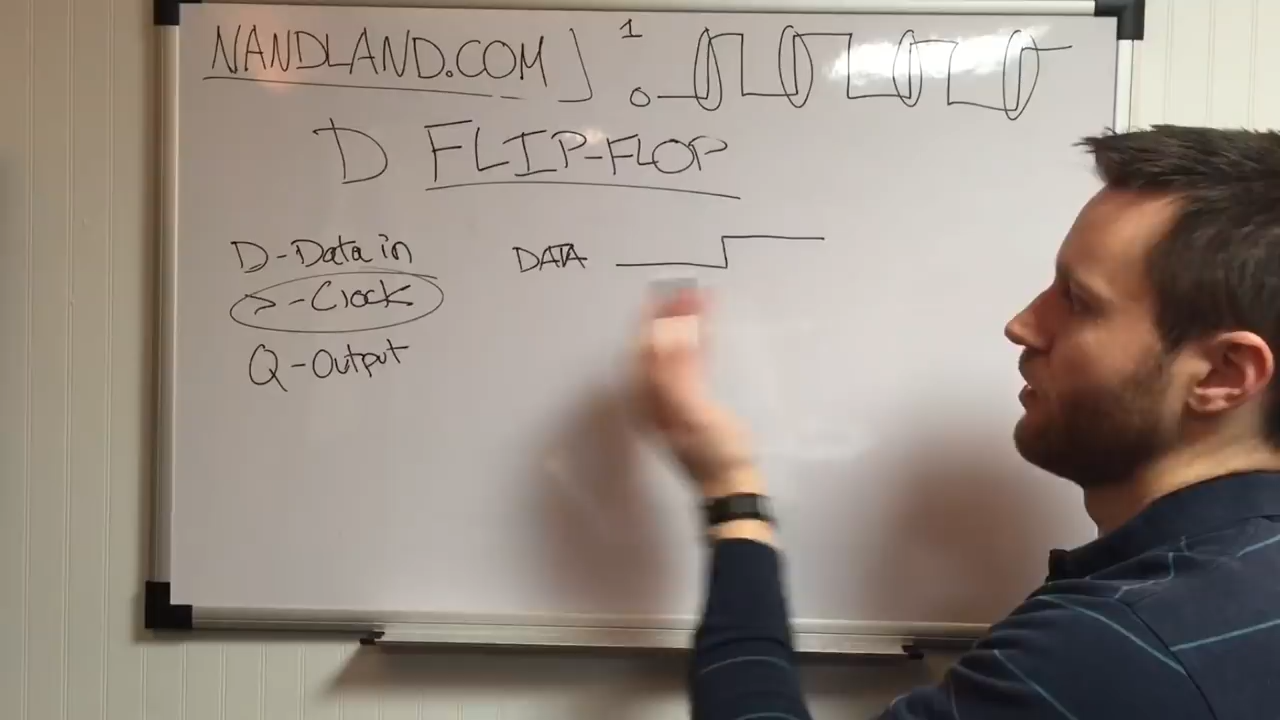 NANDLAND.COM
1
0
D FLIP-FLOP
D-Data in
DATA
>-Clock
Q-Output